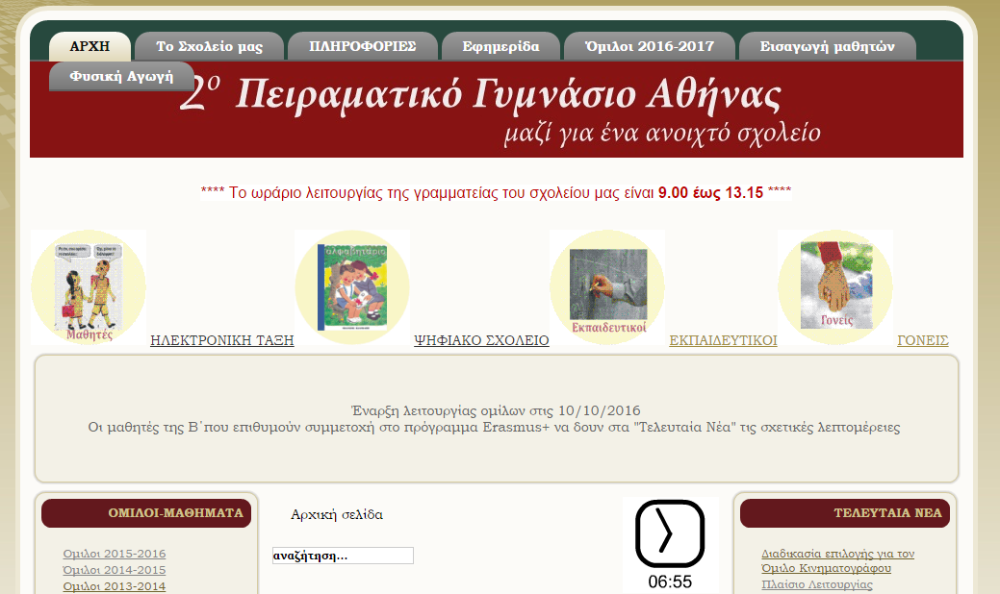 ΑΡΧΗ
Το Σχολείο μας
ΠΛΗΡΟΦΟΡΙΕΣ
Εφημερίδα
Όμιλοι 2016-2017
Εισαγωγή μαθητών
Φυσική Αγωγή
2ο Πειραματικό Γυμνάσιο Αθήνας
μαζί για ένα ανοιχτό σχολείο
**** Το ωράριο λειτουργίας της γραμματείας του σχολείου μας είναι 9.00 έως 13.15 ****
Μαθητές
ΗΛΕΚΤΡΟΝΙΚΗ ΤΑΞΗ
αλφαβητάριο
ΨΗΦΙΑΚΟ ΣΧΟΛΕΙΟ
Εκπαιδευτικοί
ΕΚΠΑΙΔΕΥΤΙΚΟΙ
Γονείς
ΓΟΝΕΙΣ
Έναρξη λειτουργίας ομίλων στις 10/10/2016
Οι μαθητές της Β΄που επιθυμούν συμμετοχή στο πρόγραμμα Erasmus+ να δουν στα "Τελευταία Νέα" τις σχετικές λεπτομέρειες
ΟΜΙΛΟΙ-ΜΑΘΗΜΑΤΑ
Ομιλοι 2015-2016
Όμιλοι 2014-2015
Ομιλοι 2013-2014
Αρχική σελίδα
αναζήτηση...
06:55
ΤΕΛΕΥΤΑΙΑ ΝΕΑ
Διαδικασία επιλογής για τον
Όμιλο Κινηματογράφου
Πλαίσιο Λειτουργίας